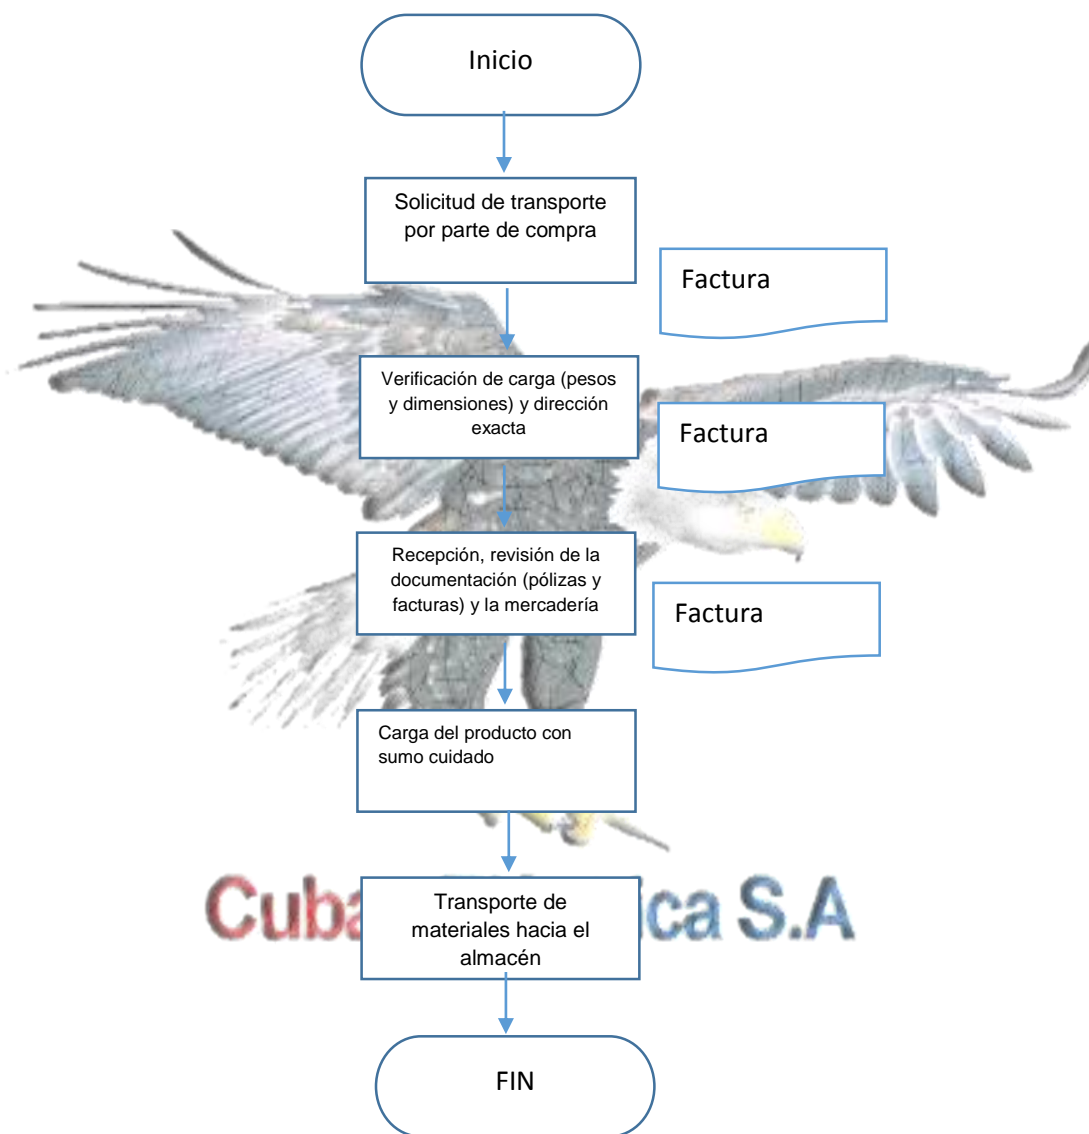 Inicio
Solicitud de transporte
por parte de compra
Factura
Verificación de carga (pesos
y dimensiones) y dirección
exacta
Factura
Recepción, revisión de la
documentación (pólizas y
facturas) y la mercadería
Factura
Carga del producto con
sumo cuidado
Transporte de
materiales hacia el
almacén
S.A
FIN